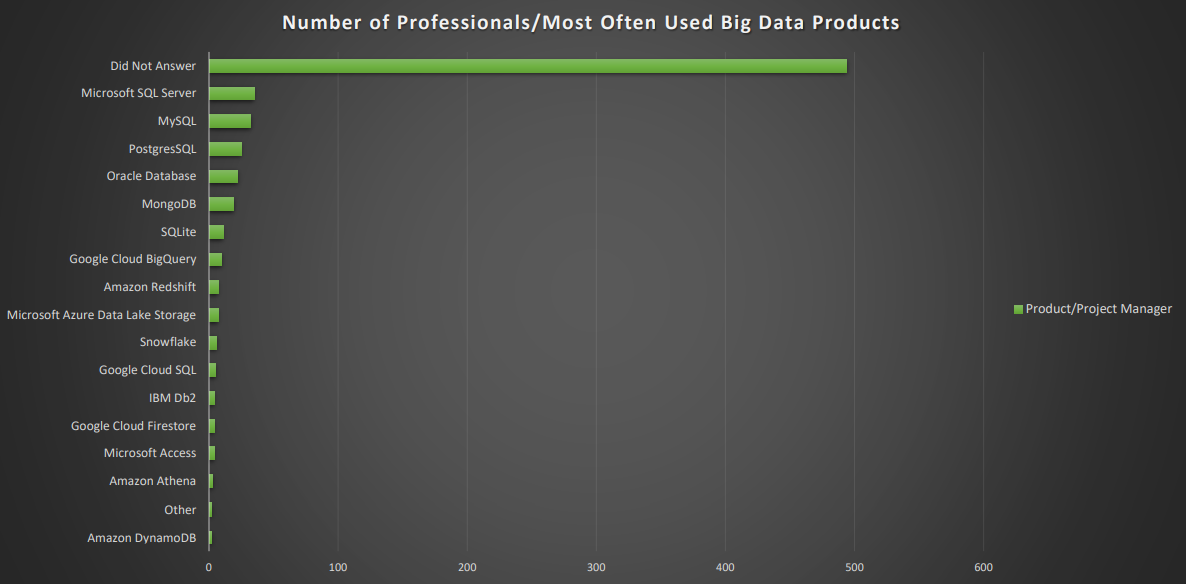 Number of Professionals/Most Often Used Big Data Products
Did Not Answer
Microsoft SQL Server
MySQL
PostgresSQL
Oracle Database
MongoDB
SQLite
Google Cloud BigQuery
Amazon Redshift
Microsoft Azure Data Lake Storage
Snowflake
Google Cloud SQL
IBM Db2
Google Cloud Firestore
Microsoft Access
Amazon Athena
Other
Amazon DynamoDB
0 100 200 300 400 500 600
Product/Project Manager